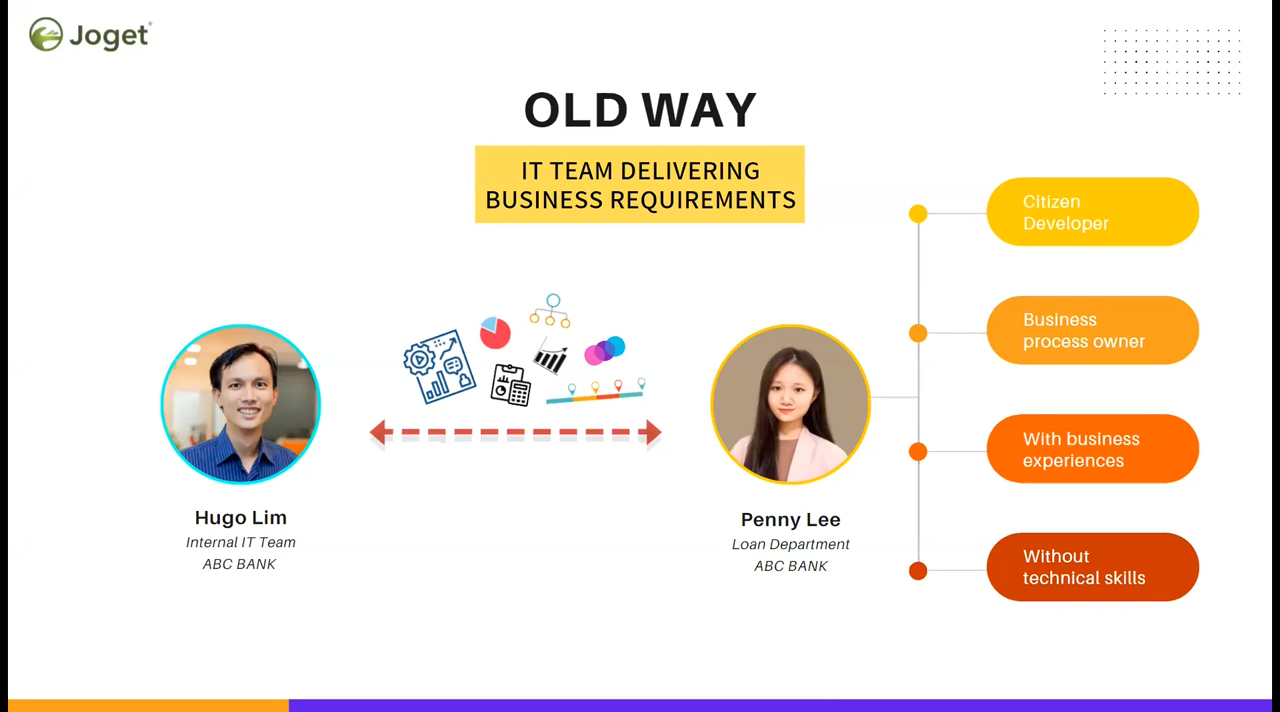 Joget
OLD WAY
IT TEAM DELIVERING
BUSINESS REQUIREMENTS
Hugo Lim
Internal IT Team
ABC BANK
Penny Lee
Loan Department
ABC BANK
Citizen
Developer
Business
process owner
With business
experiences
Without
technical skills